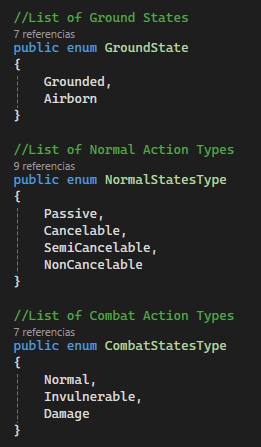 //List of Ground States
7 referencias
public enum GroundState
{
Grounded,
Airborn
}
//List of Normal Action Types
9 referencias
public enum NormalStatesType
{
Passive,
Cancelable,
SemiCancelable,
NonCancelable
}
//List of Combat Action Types
7 referencias
public enum CombatStatesType
{
Normal,
Invulnerable,
Damage
}